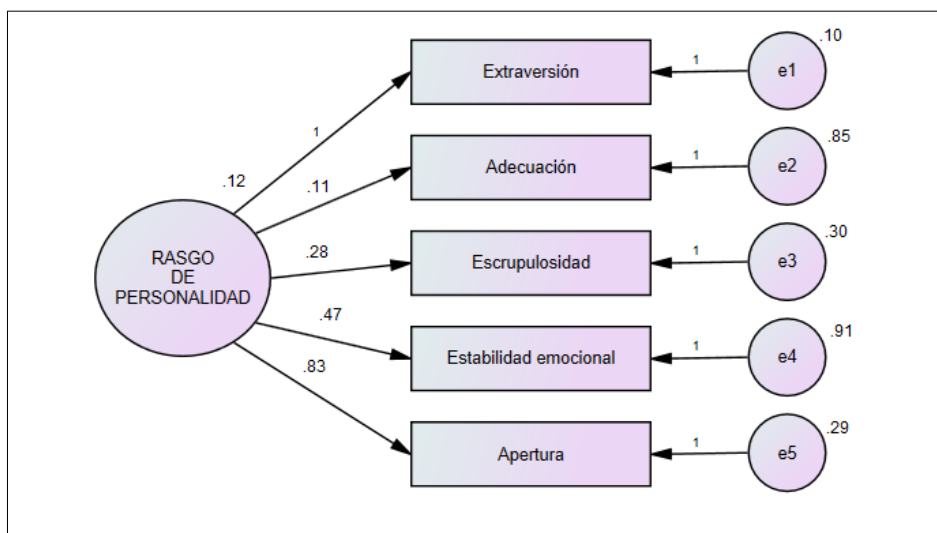 .10
Extraversión
1
e1
1
.85
.12
Adecuación
1
e2
.11
.30
RASGO
DE
PERSONALIDAD
.28
Escrupulosidad
1
e3
.47
.91
Estabilidad emocional
1
e4
.83
.29
Apertura
1
e5